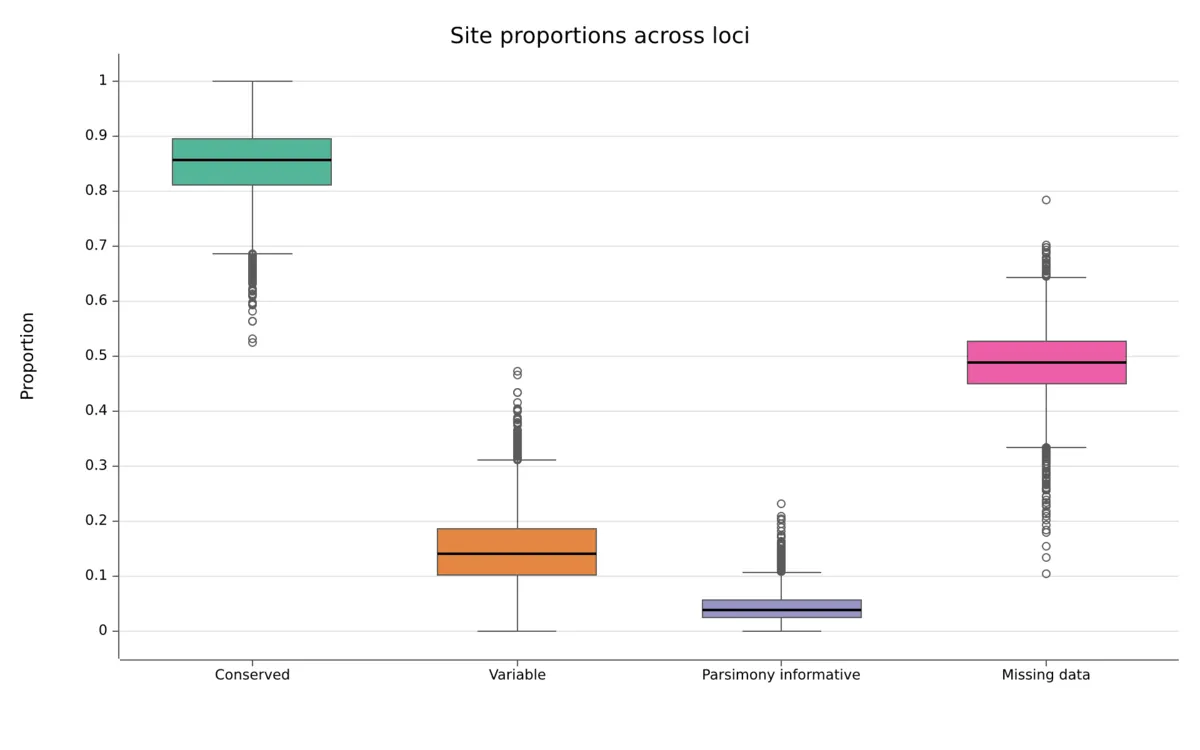 Site proportions across loci
1
0.9
0.8
0.7
0.6
0.5
0.4
0.3
0.2
0.1
0
Proportion
Conserved
Variable
Parsimony informative
Missing data